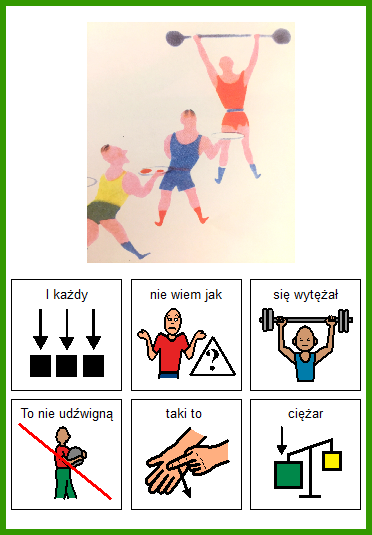 I każdy
nie wiem jak
się wytężał
To nie udźwigną
taki to
ciężar